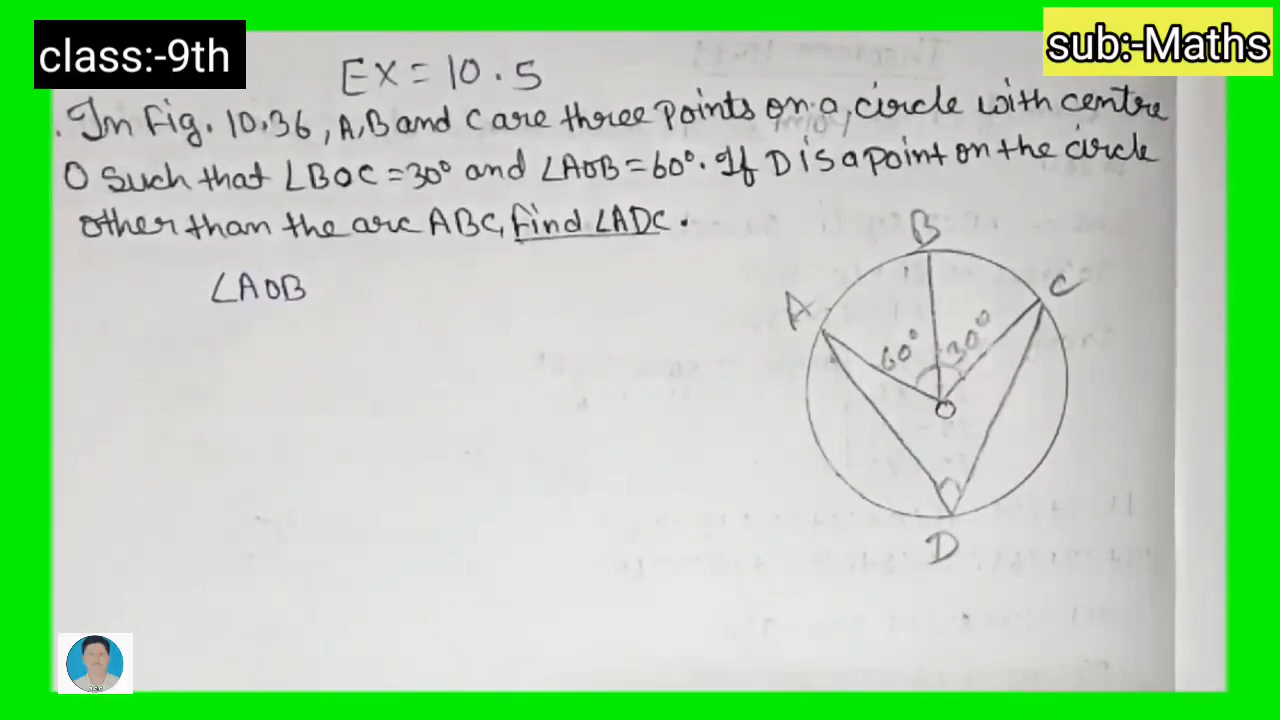 class:-9th
sub:-Maths
EX = 10.5
. In Fig. 10.36, A, B and C are three points on a circle with centre
O such that ∠BOC = 30° and ∠AOB = 60°. If D is a point on the circle
other than the arc ABC, find ∠ADC.
∠AOB
B
A
C
60°
30°
O
D